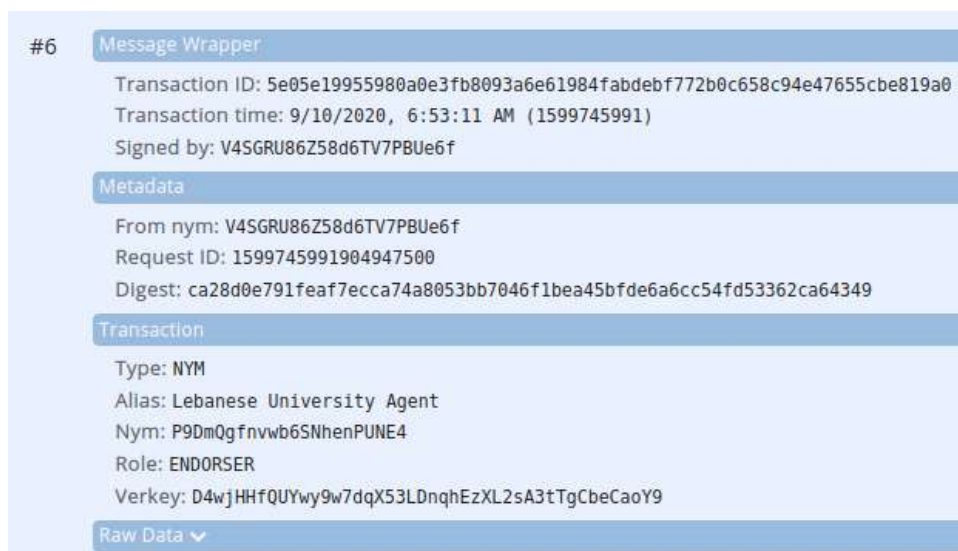 #6
Message Wrapper
Transaction ID: 5e05e19955980a0e3fb8093a6e61984fabdebf772b0c658c94e47655cbe819a0
Transaction time: 9/10/2020, 6:53:11 AM (1599745991)
Signed by: V4SGRU86Z58d6TV7PBUe6f
Metadata
From nym: V4SGRU86Z58d6TV7PBUe6f
Request ID: 1599745991904947500
Digest: ca28d0e791feaf7ecca74a8053bb7046f1bea45bfde6a6cc54fd53362ca64349
Transaction
Type: NYM
Alias: Lebanese University Agent
Nym: P9DmQgfnvwb6SNhenPUNE4
Role: ENDORSER
Verkey: D4wjHHfQUYwy9w7dqX53LDnqhEzXL2sA3tTgCbeCaoY9
Raw Data